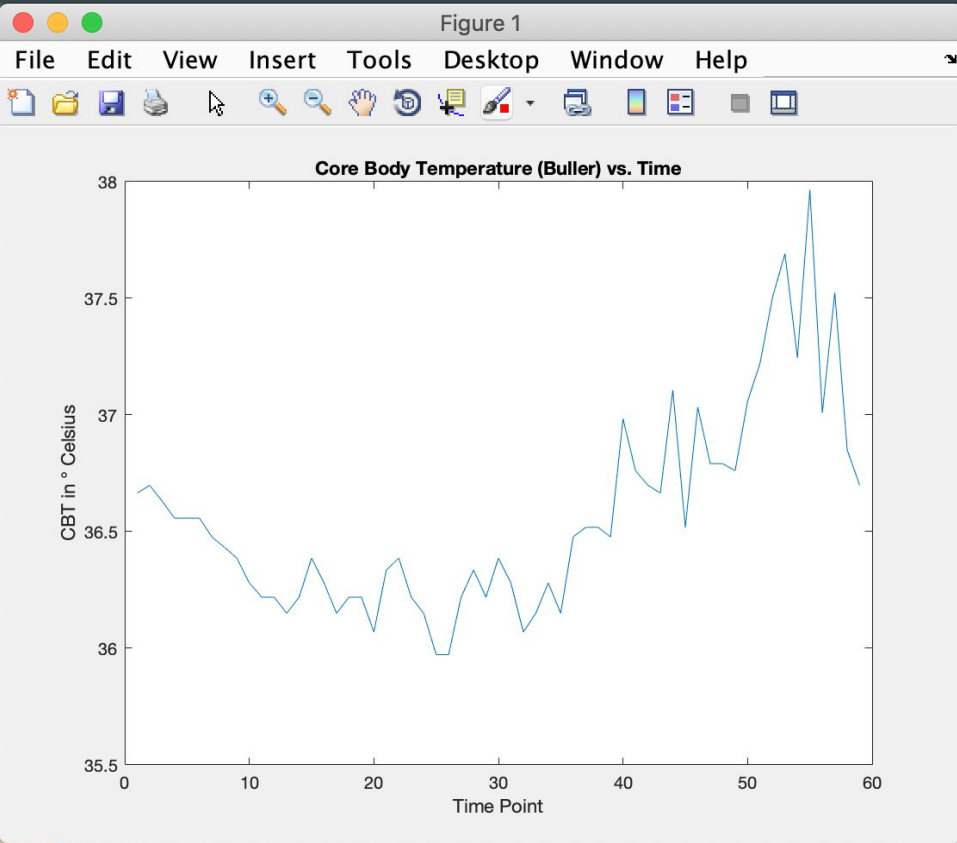 Figure 1
File Edit View Insert Tools Desktop Window Help
Core Body Temperature (Buller) vs. Time
38
37.5
37
36.5
36
35.5
CBT in ° Celsius
0 10 20 30 40 50 60
Time Point